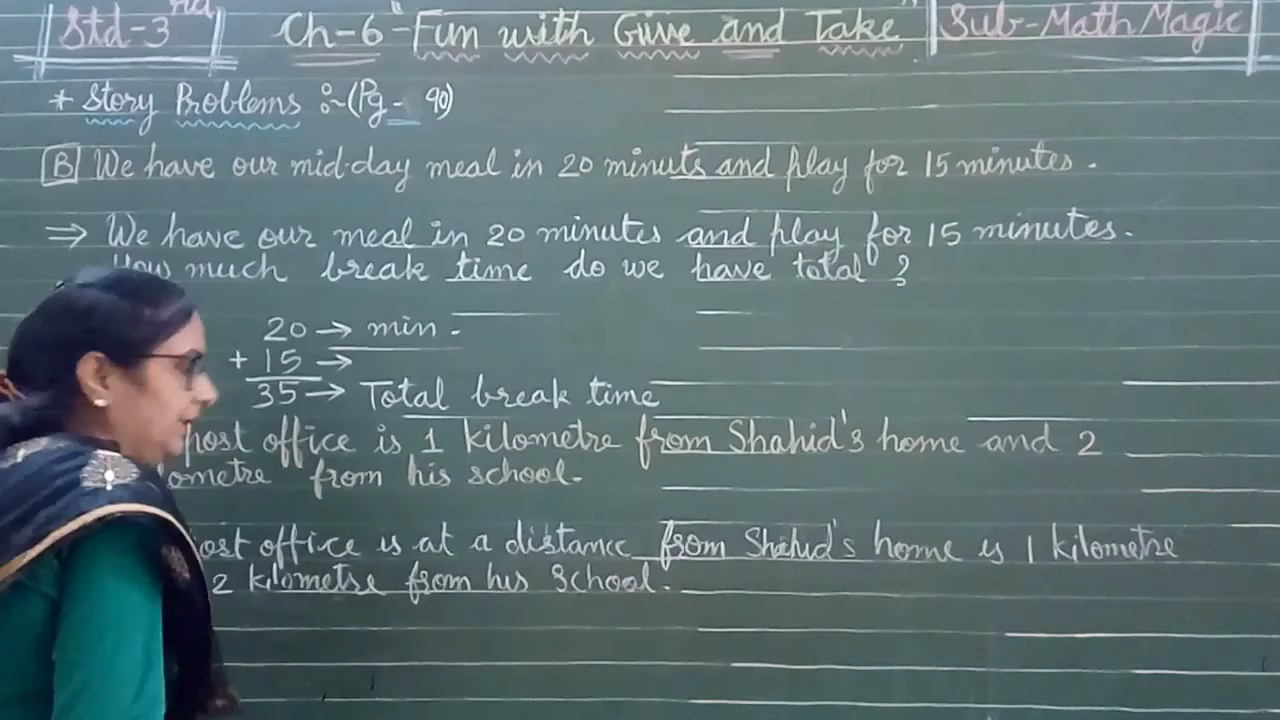 Std-3rd Ch-6 "Fun with Give and Take" Sub-Math Magic
* Story Problems :-(Pg- 90)
B We have our mid-day meal in 20 minuts and play for 15 minutes.
⇒ We have our meal in 20 minutes and play for 15 minutes.
How much break time do we have total ?
20 → min.
+ 15 →
35 → Total break time
post office is 1 kilometre from Shahid's home and 2
ometre from his school.
ost office is at a distance from Shahid's home is 1 kilometre
2 kilometre from his School.